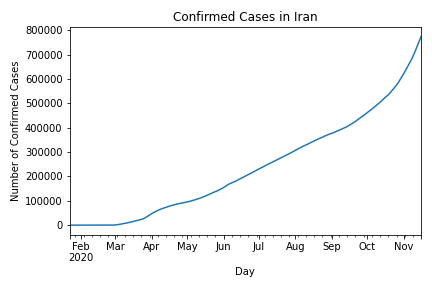 Confirmed Cases in Iran
Number of Confirmed Cases
800000
700000
600000
500000
400000
300000
200000
100000
0
Feb Mar Apr May Jun Jul Aug Sep Oct Nov
2020
Day